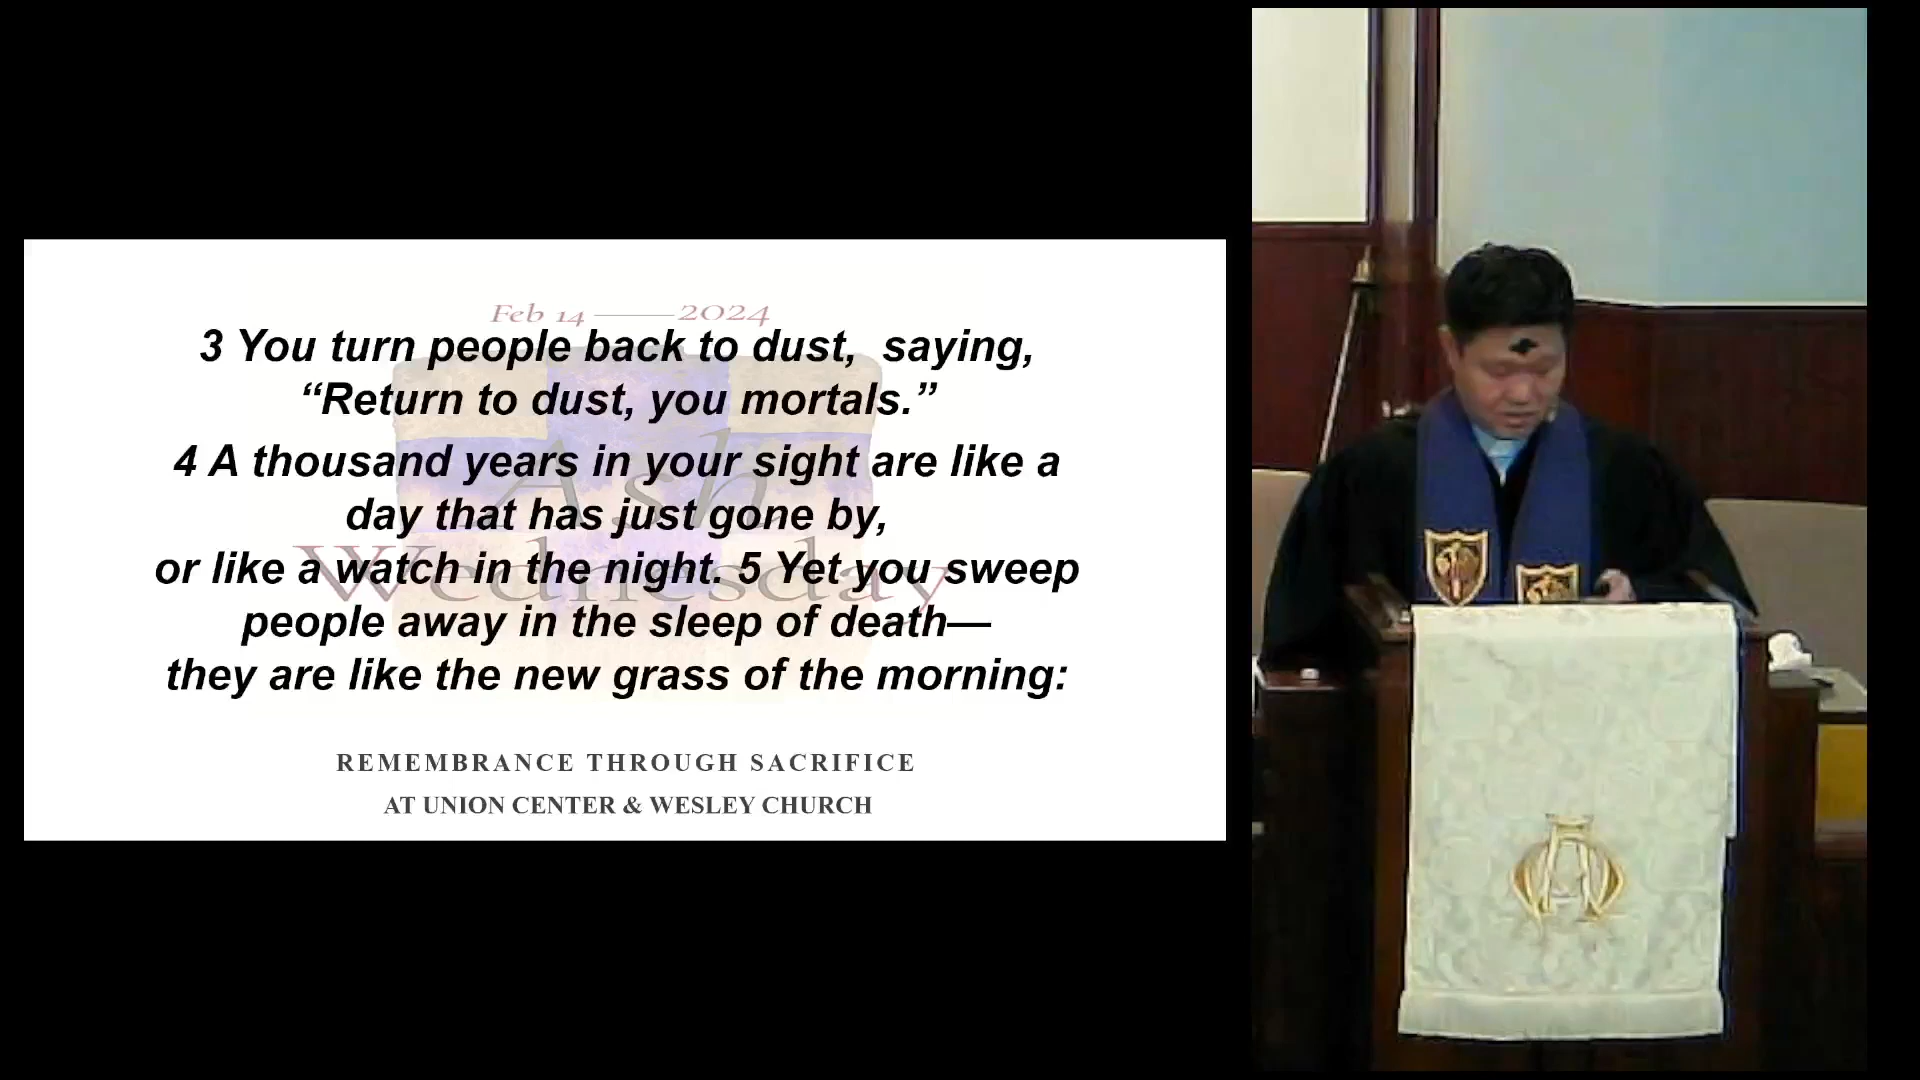 Feb 14 2024
3 You turn people back to dust,  saying,
“Return to dust, you mortals.”
4 A thousand years in your sight are like a
day that has just gone by,
or like a watch in the night. 5 Yet you sweep
people away in the sleep of death—
they are like the new grass of the morning:
Ash
Wednesday
REMEMBRANCE THROUGH SACRIFICE
AT UNION CENTER & WESLEY CHURCH